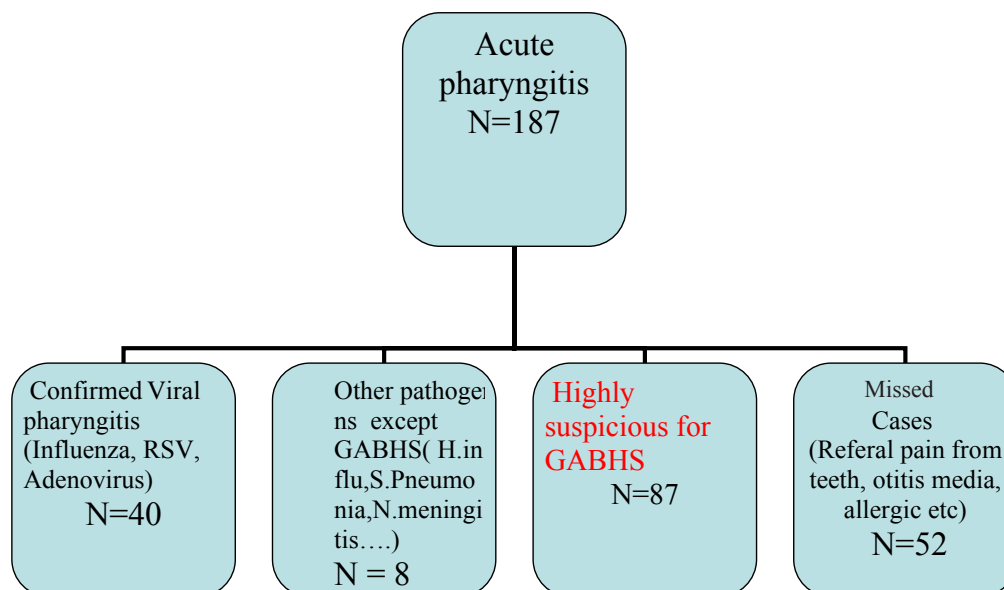 Acute
pharyngitis
N=187
Confirmed Viral
pharyngitis
(Influenza, RSV,
Adenovirus)
N=40
Other pathoge
ns except
GABHS( H.in
flu,S.Pneumo
nia,N.meningi
tis….)
N = 8
Highly
suspicious for
GABHS
N=87
Missed
Cases
(Referal pain from
teeth, otitis media,
allergic etc)
N=52